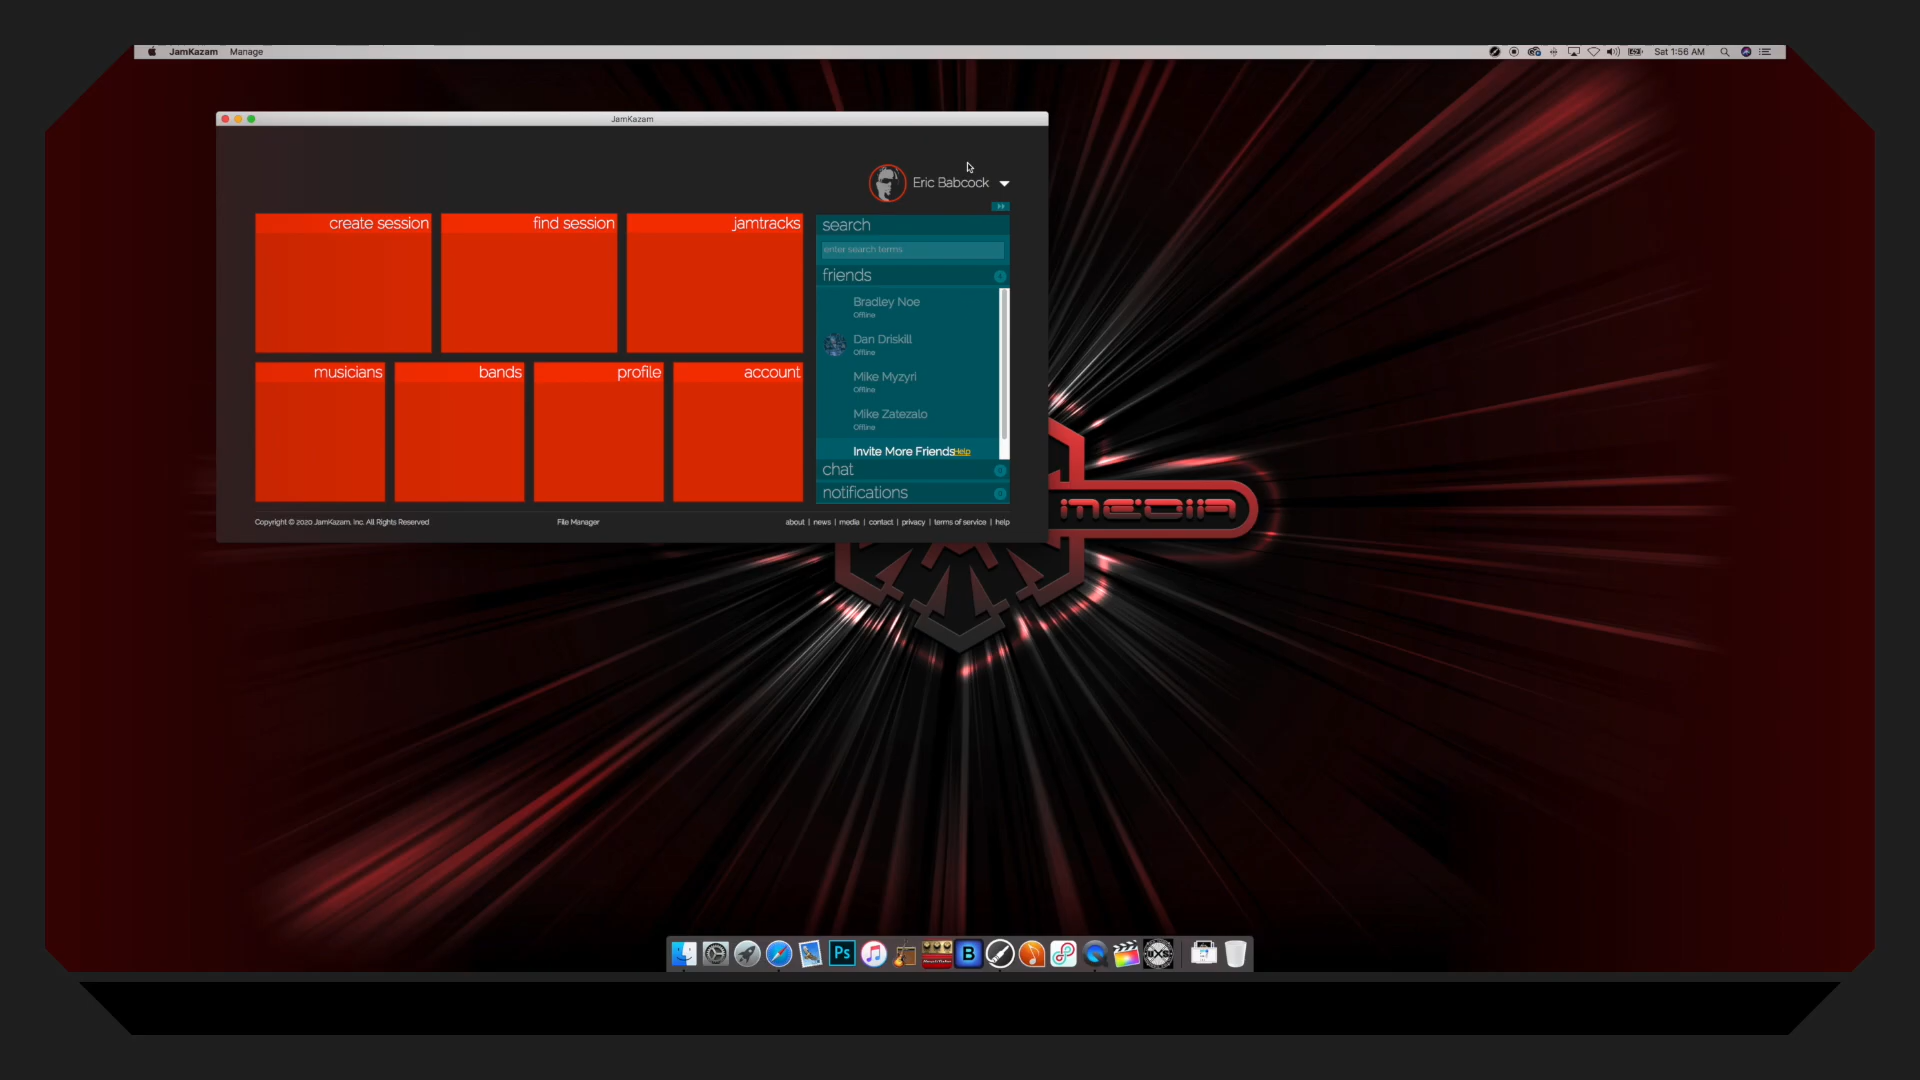 JamKazam Manage
Sat 1:56 AM
JamKazam
Eric Babcock
create session
find session
jamtracks
musicians
bands
profile
account
search
enter search terms
friends
Bradley Noe
Offline
Dan Driskill
Offline
Mike Myzyri
Offline
Mike Zatezalo
Offline
Invite More Friends Help
chat
notifications
Copyright © 2020 JamKazam, Inc. All Rights Reserved
File Manager
about | news | media | contact | privacy | terms of service | help
MEDIA
Ps
B
UXS